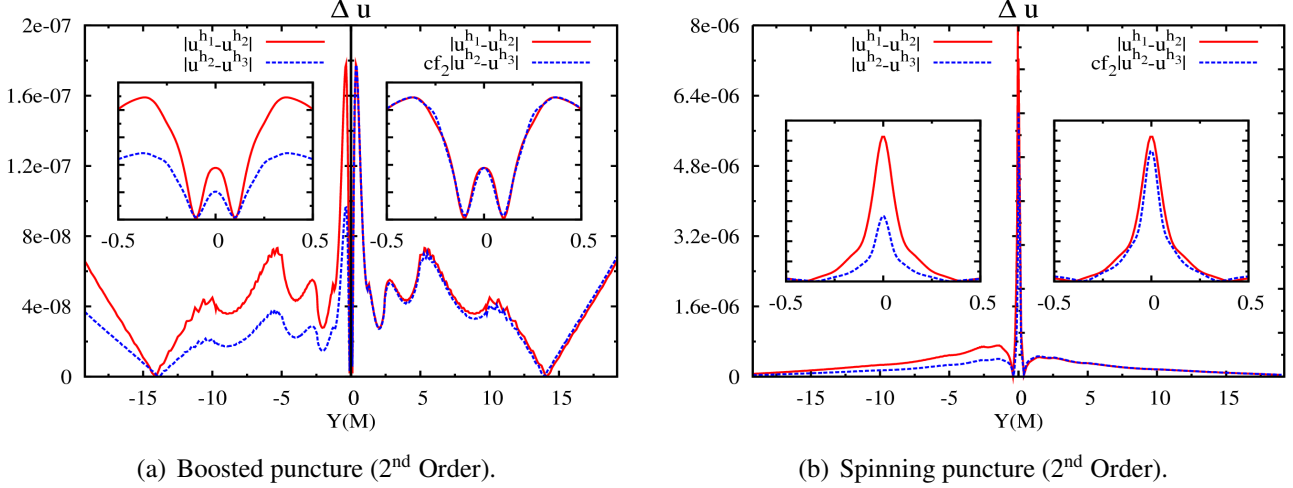 Δ u
2e-07
1.6e-07
1.2e-07
8e-08
4e-08
0
|u^h₁-u^h₂|
|u^h₂-u^h₃|
|u^h₁-u^h₂|
cf₂|u^h₂-u^h₃|
-0.5 0 0.5
-0.5 0 0.5
-15 -10 -5 0 5 10 15
Y(M)
(a) Boosted puncture (2nd Order).
Δ u
8e-06
6.4e-06
4.8e-06
3.2e-06
1.6e-06
0
|u^h₁-u^h₂|
|u^h₂-u^h₃|
|u^h₁-u^h₂|
cf₂|u^h₂-u^h₃|
-0.5 0 0.5
-0.5 0 0.5
-15 -10 -5 0 5 10 15
Y(M)
(b) Spinning puncture (2nd Order).